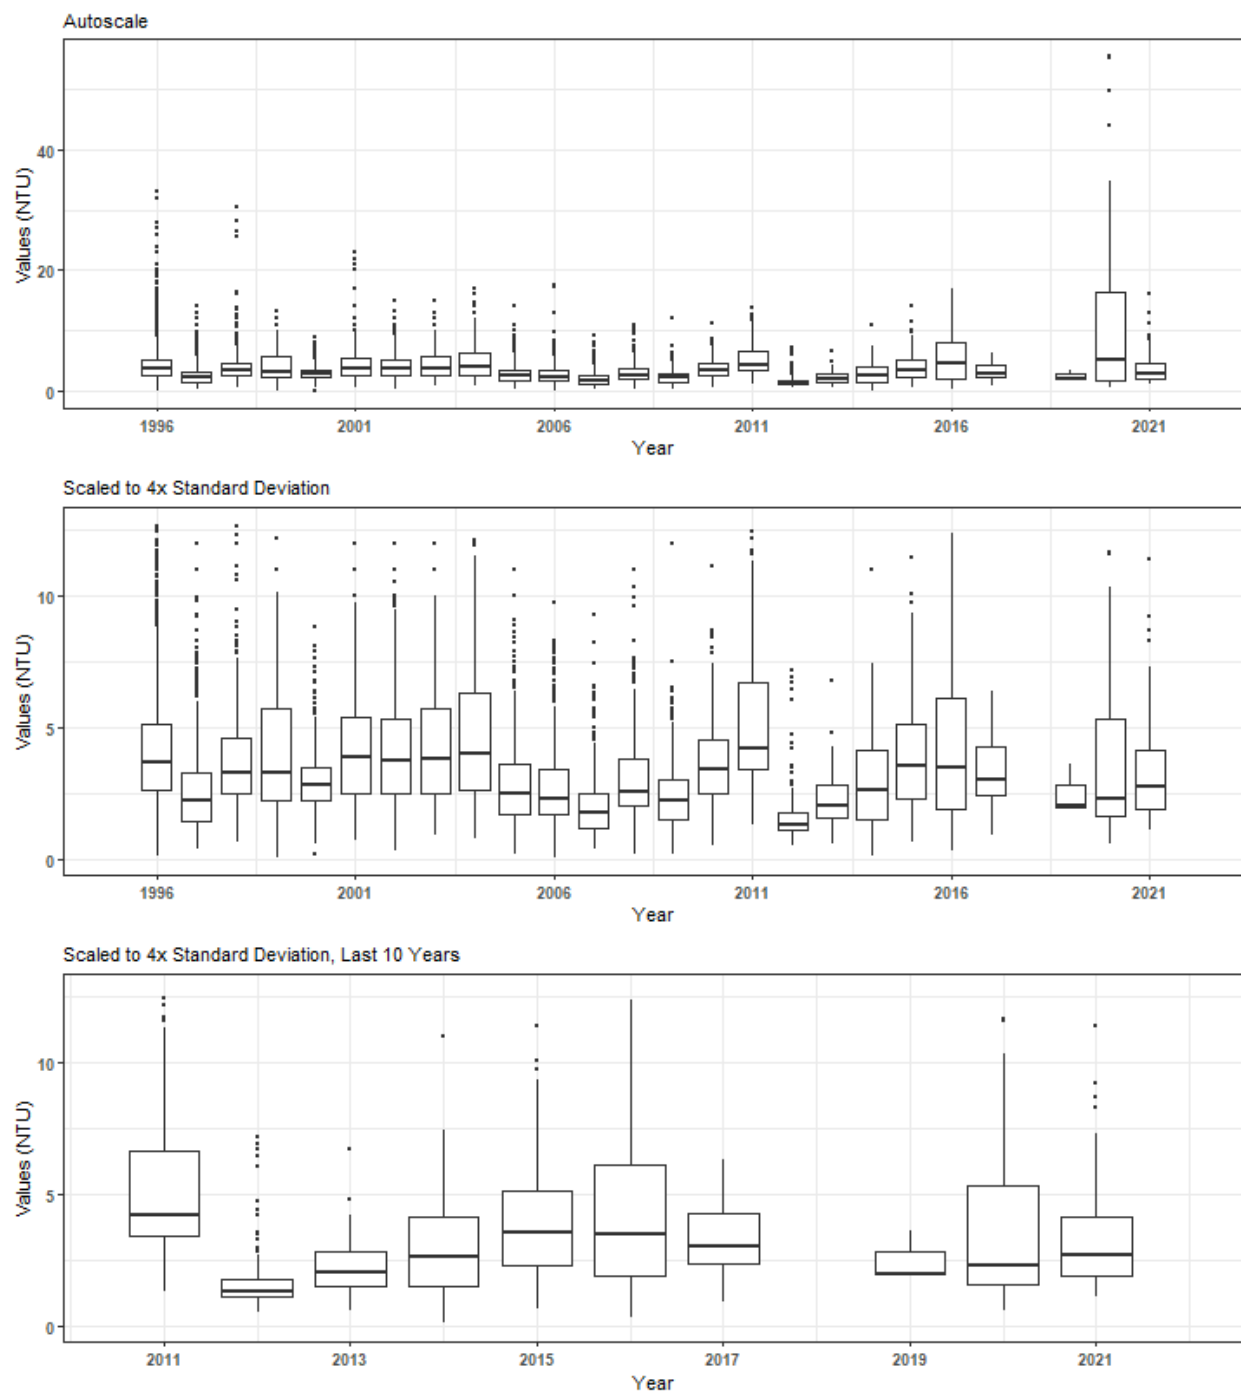 Autoscale
Values (NTU)
40
20
0
1996 2001 2006 2011 2016 2021
Year
Scaled to 4x Standard Deviation
Values (NTU)
10
5
0
1996 2001 2006 2011 2016 2021
Year
Scaled to 4x Standard Deviation, Last 10 Years
Values (NTU)
10
5
0
2011 2013 2015 2017 2019 2021
Year